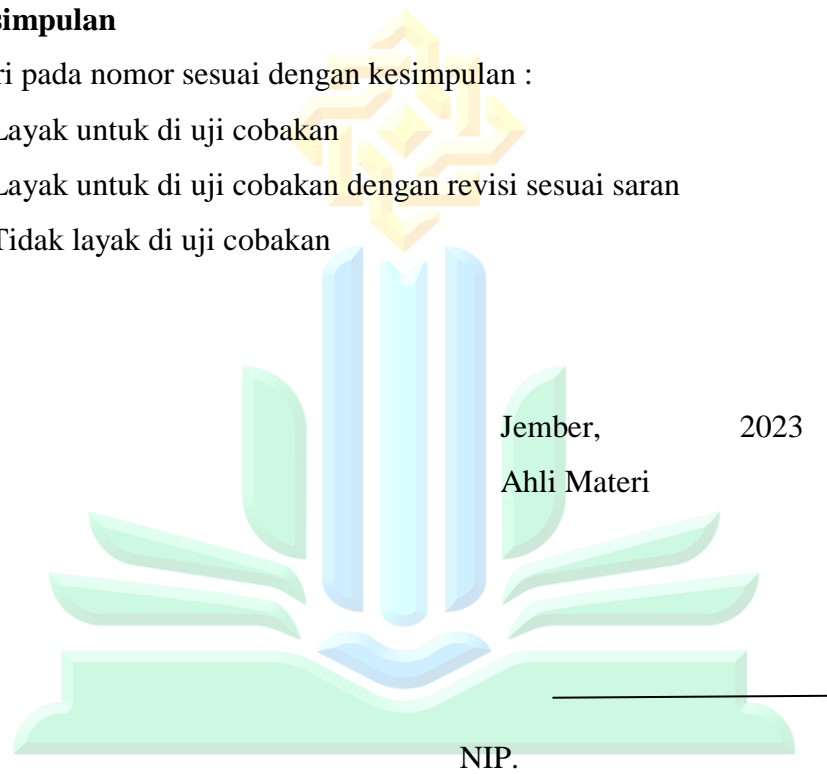 simpulan
ri pada nomor sesuai dengan kesimpulan :
Layak untuk di uji cobakan
Layak untuk di uji cobakan dengan revisi sesuai saran
Tidak layak di uji cobakan
Jember, 2023
Ahli Materi
NIP.